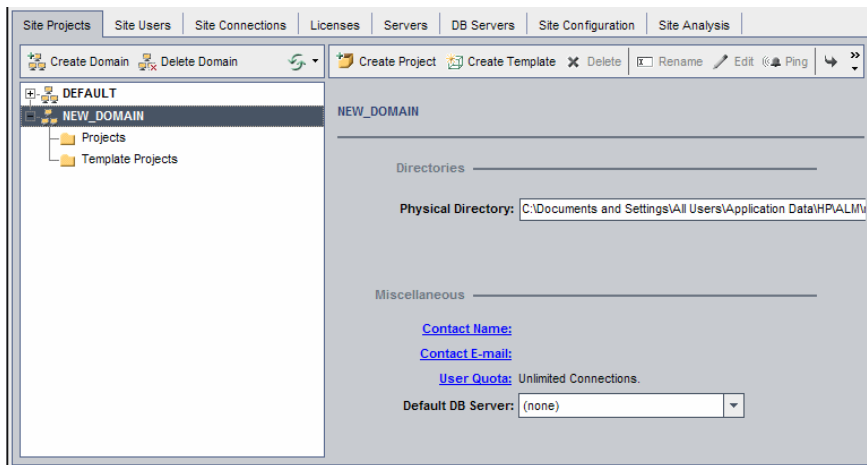 Site Projects Site Users Site Connections Licenses Servers DB Servers Site Configuration Site Analysis
Create Domain Delete Domain Create Project Create Template Delete Rename Edit Ping
DEFAULT
NEW_DOMAIN
Projects
Template Projects
NEW_DOMAIN
Directories
Physical Directory: C:\Documents and Settings\All Users\Application Data\HP\ALM\
Miscellaneous
Contact Name:
Contact E-mail:
User Quota: Unlimited Connections.
Default DB Server: (none)